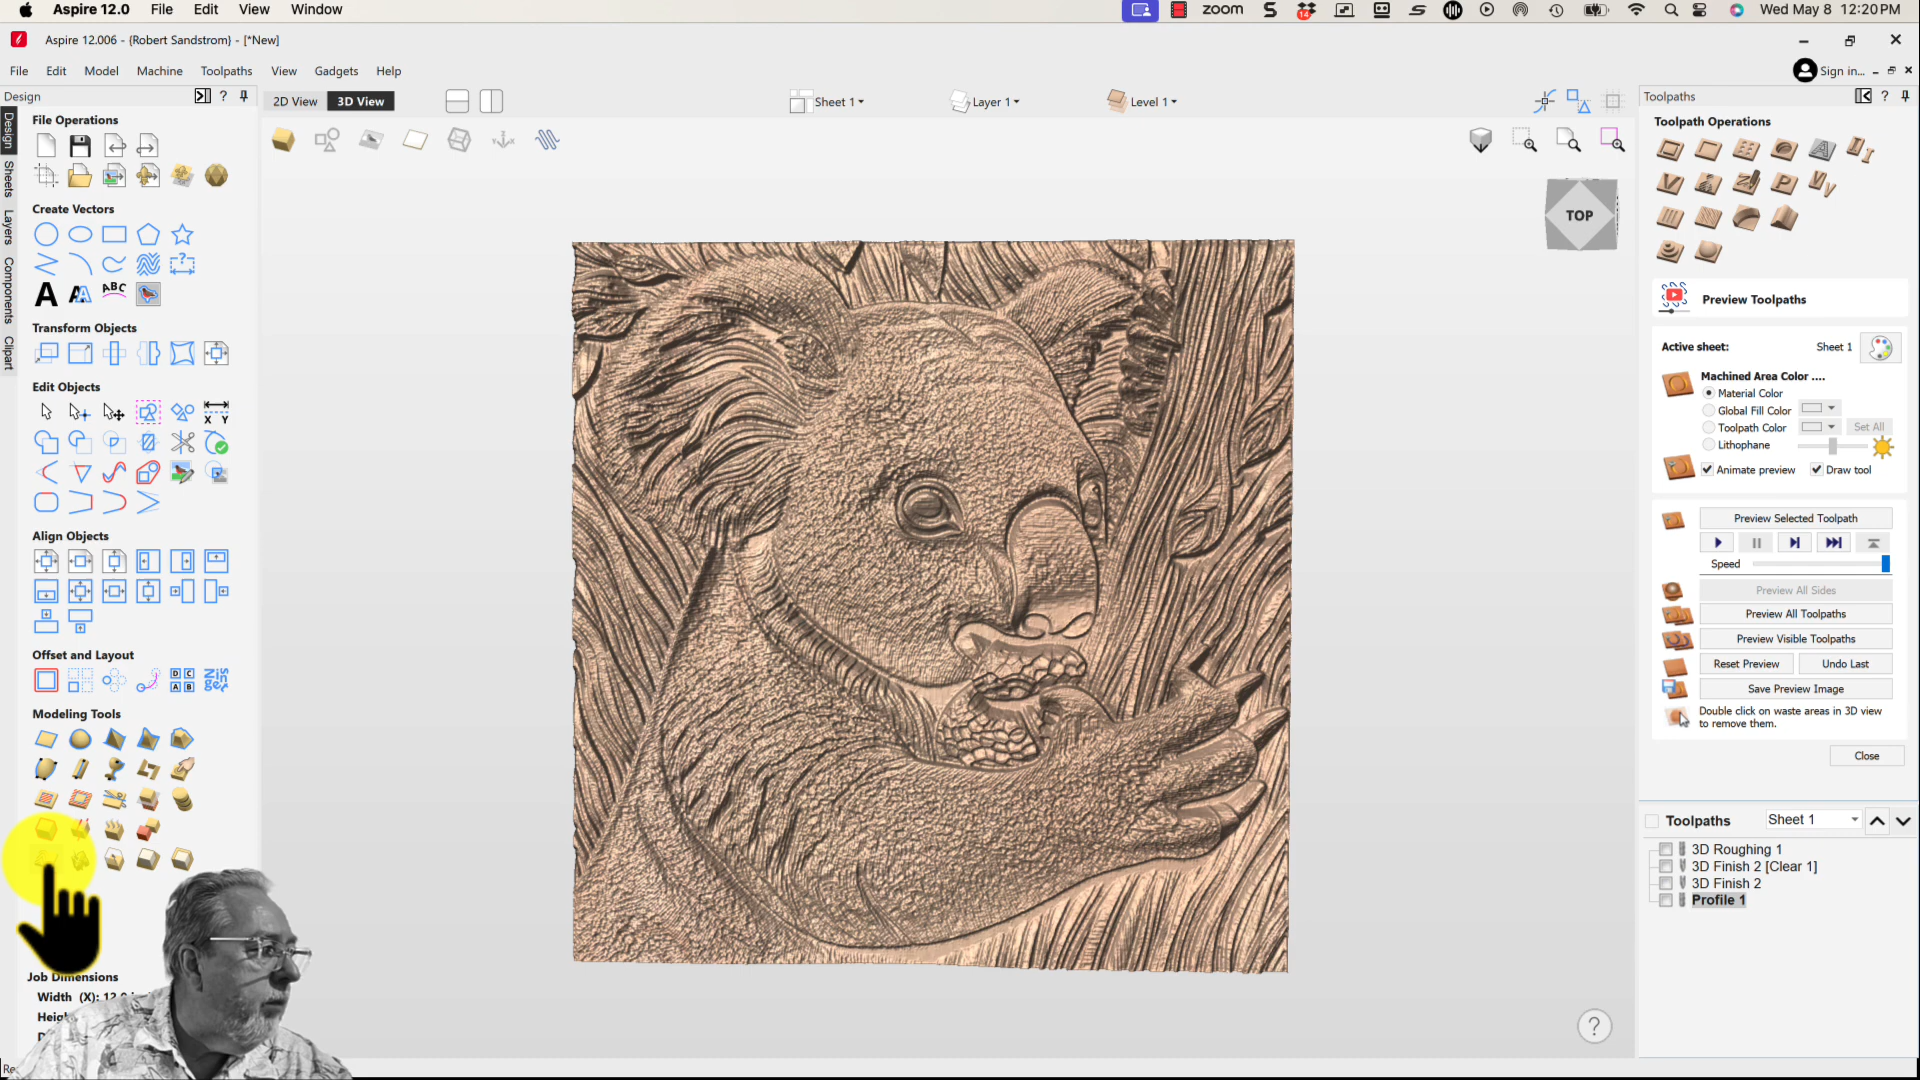 Aspire 12.0 File Edit View Window
zoom
14
Wed May 8 12:20 PM
Aspire 12.006 - {Robert Sandstrom} - [*New]
File Edit Model Machine Toolpaths View Gadgets Help
Sign in...
Design
2D View 3D View
Sheet 1
Layer 1
Level 1
Toolpaths
Design
Sheets
Layers
Components
Clipart
File Operations
Create Vectors
Transform Objects
Edit Objects
X Y
Align Objects
Offset and Layout
Modeling Tools
Job Dimensions
Width (X): 12.0
TOP
Toolpath Operations
Preview Toolpaths
Active sheet: Sheet 1
Machined Area Color ....
Material Color
Global Fill Color
Toolpath Color Set All
Lithophane
Animate preview Draw tool
Preview Selected Toolpath
Speed
Preview All Sides
Preview All Toolpaths
Preview Visible Toolpaths
Reset Preview Undo Last
Save Preview Image
Double click on waste areas in 3D view
to remove them.
Close
Toolpaths Sheet 1
3D Roughing 1
3D Finish 2 [Clear 1]
3D Finish 2
Profile 1